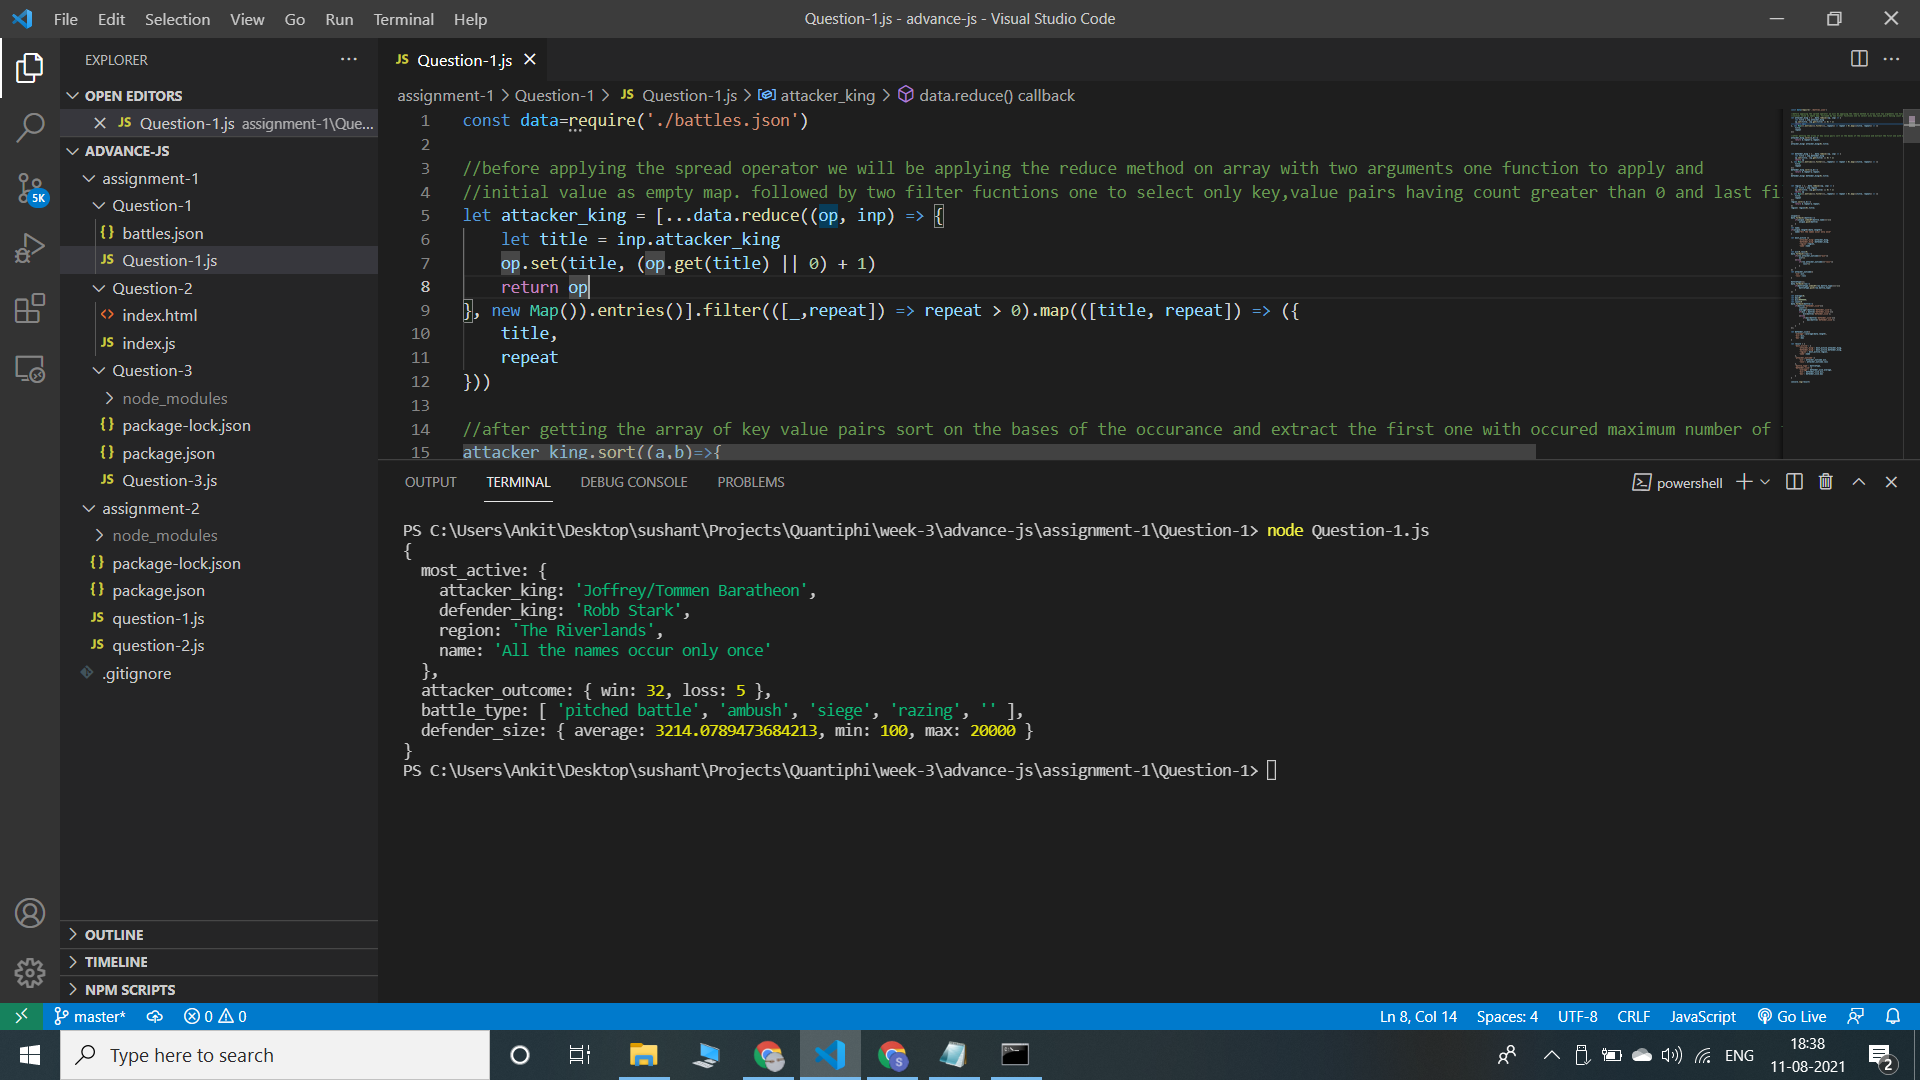 File Edit Selection View Go Run Terminal Help
Question-1.js - advance-js - Visual Studio Code
EXPLORER
OPEN EDITORS
JS Question-1.js assignment-1\Que...
ADVANCE-JS
assignment-1
Question-1
{} battles.json
JS Question-1.js
Question-2
<> index.html
JS index.js
Question-3
node_modules
{} package-lock.json
{} package.json
JS Question-3.js
assignment-2
node_modules
{} package-lock.json
{} package.json
JS question-1.js
JS question-2.js
.gitignore
OUTLINE
TIMELINE
NPM SCRIPTS
5K
JS Question-1.js
assignment-1 > Question-1 > JS Question-1.js > attacker_king > data.reduce() callback
1 const data=require('./battles.json')
2
3 //before applying the spread operator we will be applying the reduce method on array with two arguments one function to apply and
4 //initial value as empty map. followed by two filter fucntions one to select only key,value pairs having count greater than 0 and last fi
5 let attacker_king = [...data.reduce((op, inp) => {
6 let title = inp.attacker_king
7 op.set(title, (op.get(title) || 0) + 1)
8 return op
9 }, new Map()).entries()].filter(([_,repeat]) => repeat > 0).map(([title, repeat]) => ({
10 title,
11 repeat
12 }))
13
14 //after getting the array of key value pairs sort on the bases of the occurance and extract the first one with occured maximum number of
15 attacker_king.sort((a,b)=>{
OUTPUT TERMINAL DEBUG CONSOLE PROBLEMS
powershell
PS C:\Users\Ankit\Desktop\sushant\Projects\Quantiphi\week-3\advance-js\assignment-1\Question-1> node Question-1.js
{
most_active: {
attacker_king: 'Joffrey/Tommen Baratheon',
defender_king: 'Robb Stark',
region: 'The Riverlands',
name: 'All the names occur only once'
},
attacker_outcome: { win: 32, loss: 5 },
battle_type: [ 'pitched battle', 'ambush', 'siege', 'razing', '' ],
defender_size: { average: 3214.0789473684213, min: 100, max: 20000 }
}
PS C:\Users\Ankit\Desktop\sushant\Projects\Quantiphi\week-3\advance-js\assignment-1\Question-1>
master* 0 0
Ln 8, Col 14 Spaces: 4 UTF-8 CRLF JavaScript Go Live
Type here to search
S
ENG
18:38
11-08-2021
2